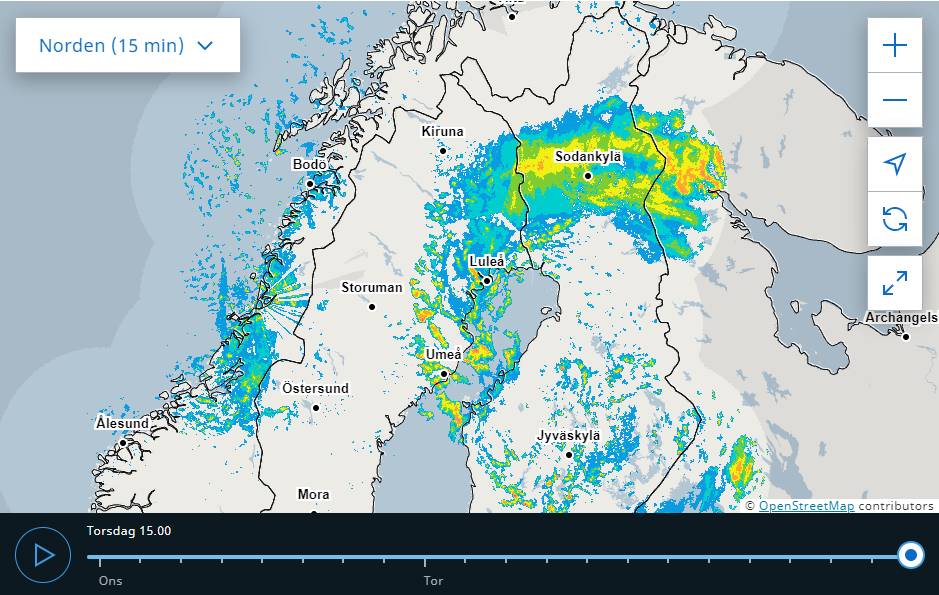 Norden (15 min)
Kiruna
Sodankylä
Bodö
Luleå
Storuman
Archangels
Umeå
Östersund
Ålesund
Jyväskylä
Mora
© OpenStreetMap contributors
Torsdag 15.00
Ons
Tor